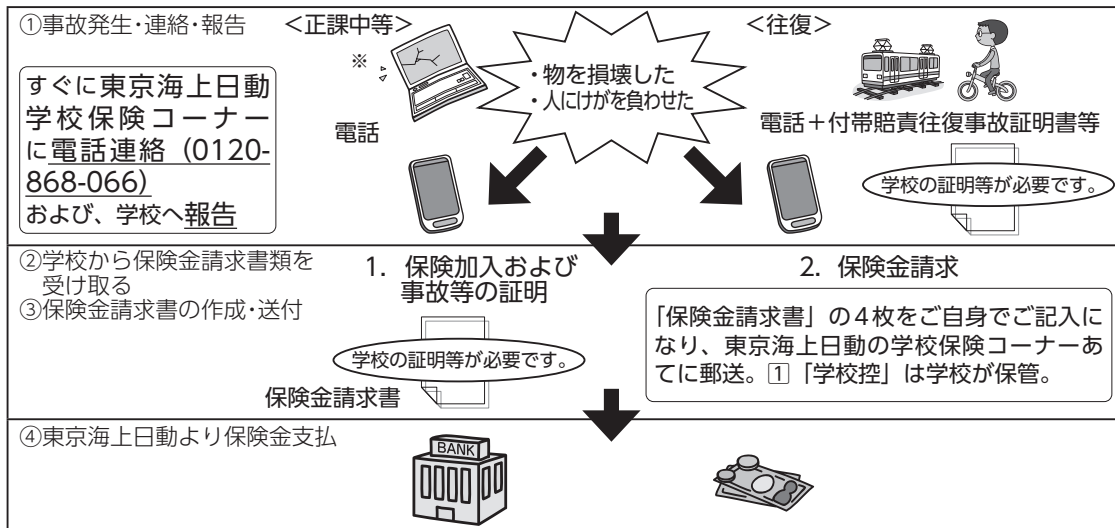 ①事故発生・連絡・報告
＜正課中等＞
＜往復＞
※
・物を損壊した
・人にけがを負わせた
すぐに東京海上日動
学校保険コーナー
に電話連絡（0120-
868-066）
および、学校へ報告
電話
電話＋付帯賠責往復事故証明書等
学校の証明等が必要です。
②学校から保険金請求書類を
受け取る
③保険金請求書の作成・送付
1．保険加入および
事故等の証明
学校の証明等が必要です。
保険金請求書
2．保険金請求
「保険金請求書」の4枚をご自身でご記入に
なり、東京海上日動の学校保険コーナーあ
てに郵送。1「学校控」は学校が保管。
④東京海上日動より保険金支払
BANK